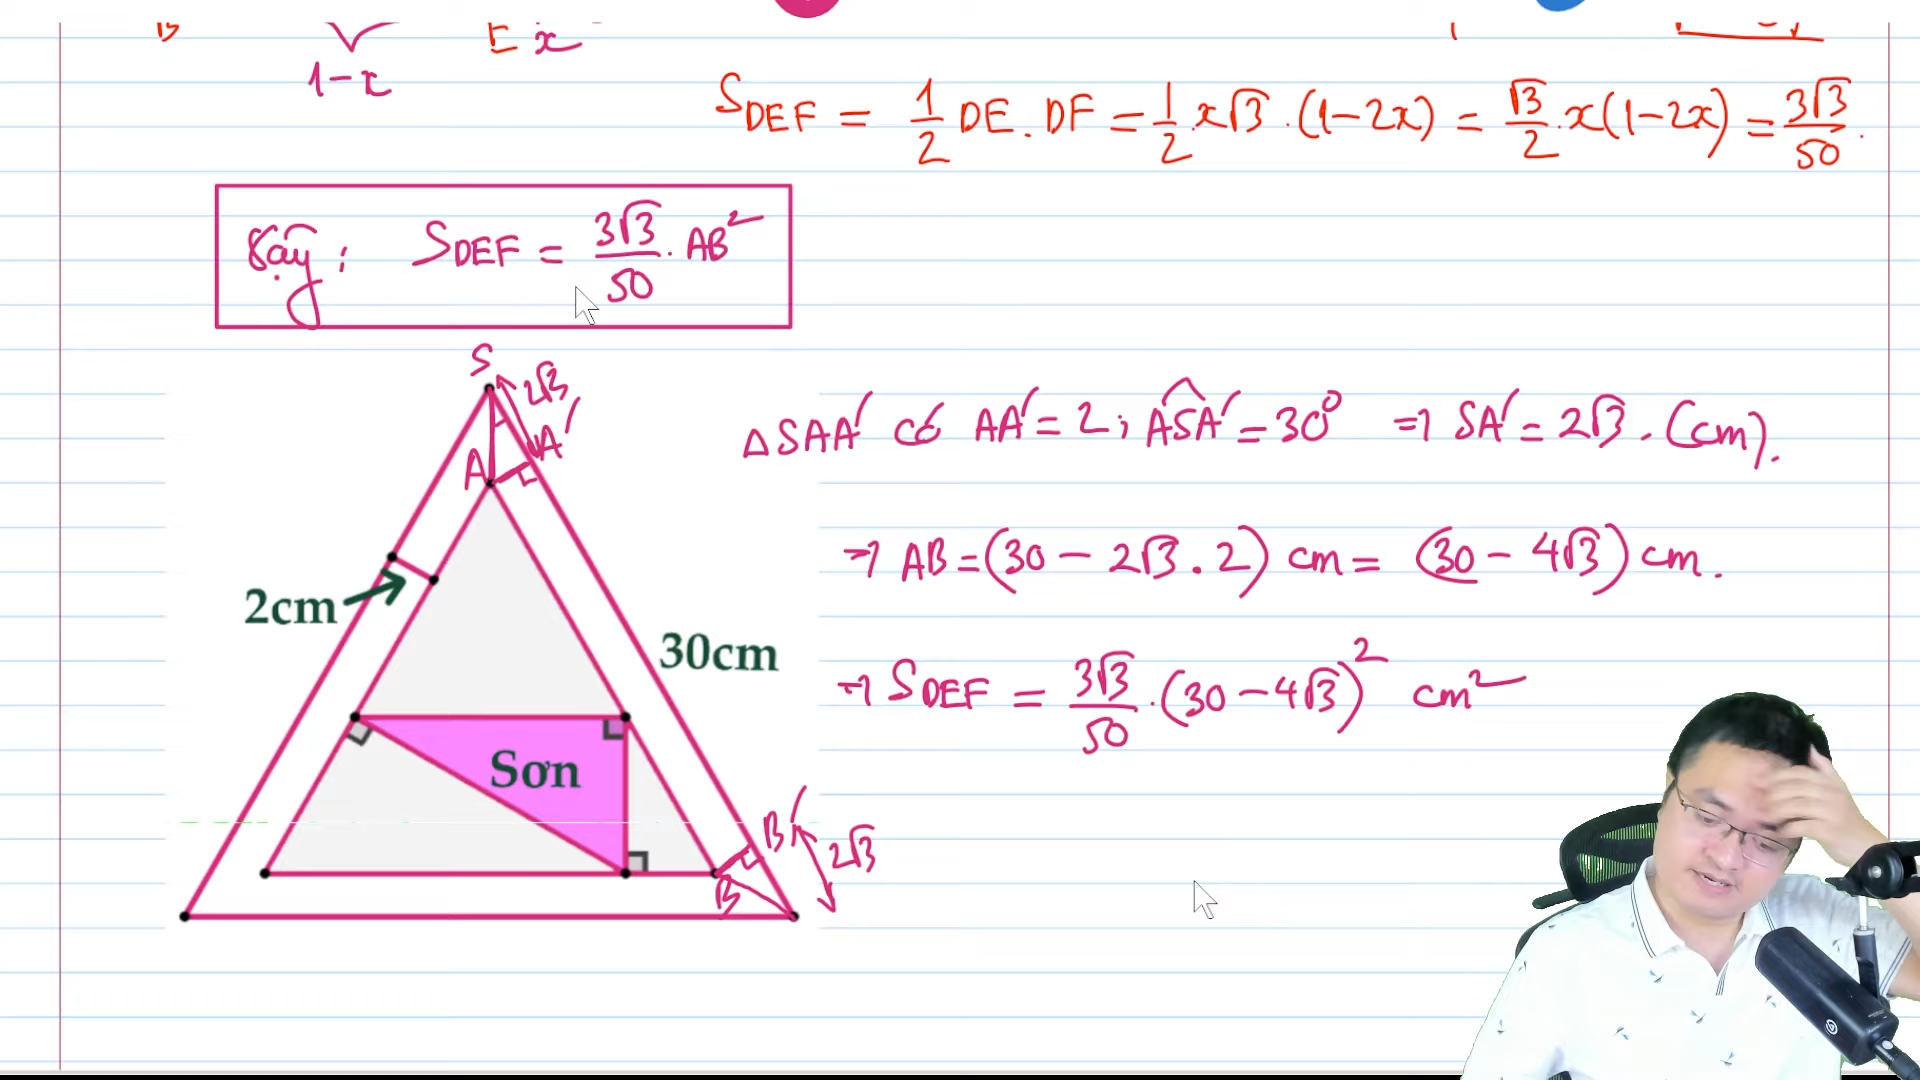 1-x
E x
S_DEF = 1/2 DE . DF = 1/2 . x√3 . (1-2x) = √3/2 . x(1-2x) = 3√3/50 .
Vậy : S_DEF = 3√3/50 . AB²
S
2√3
A'
A
2cm
30cm
Sơn
B'
2√3
B
△SAA' có AA' = 2 ; ASA' = 30⁰ ⇒ SA' = 2√3 . (cm).
⇒ AB = (30 - 2√3 . 2) cm = (30 - 4√3) cm .
⇒ S_DEF = 3√3/50 . (30 - 4√3)² cm²